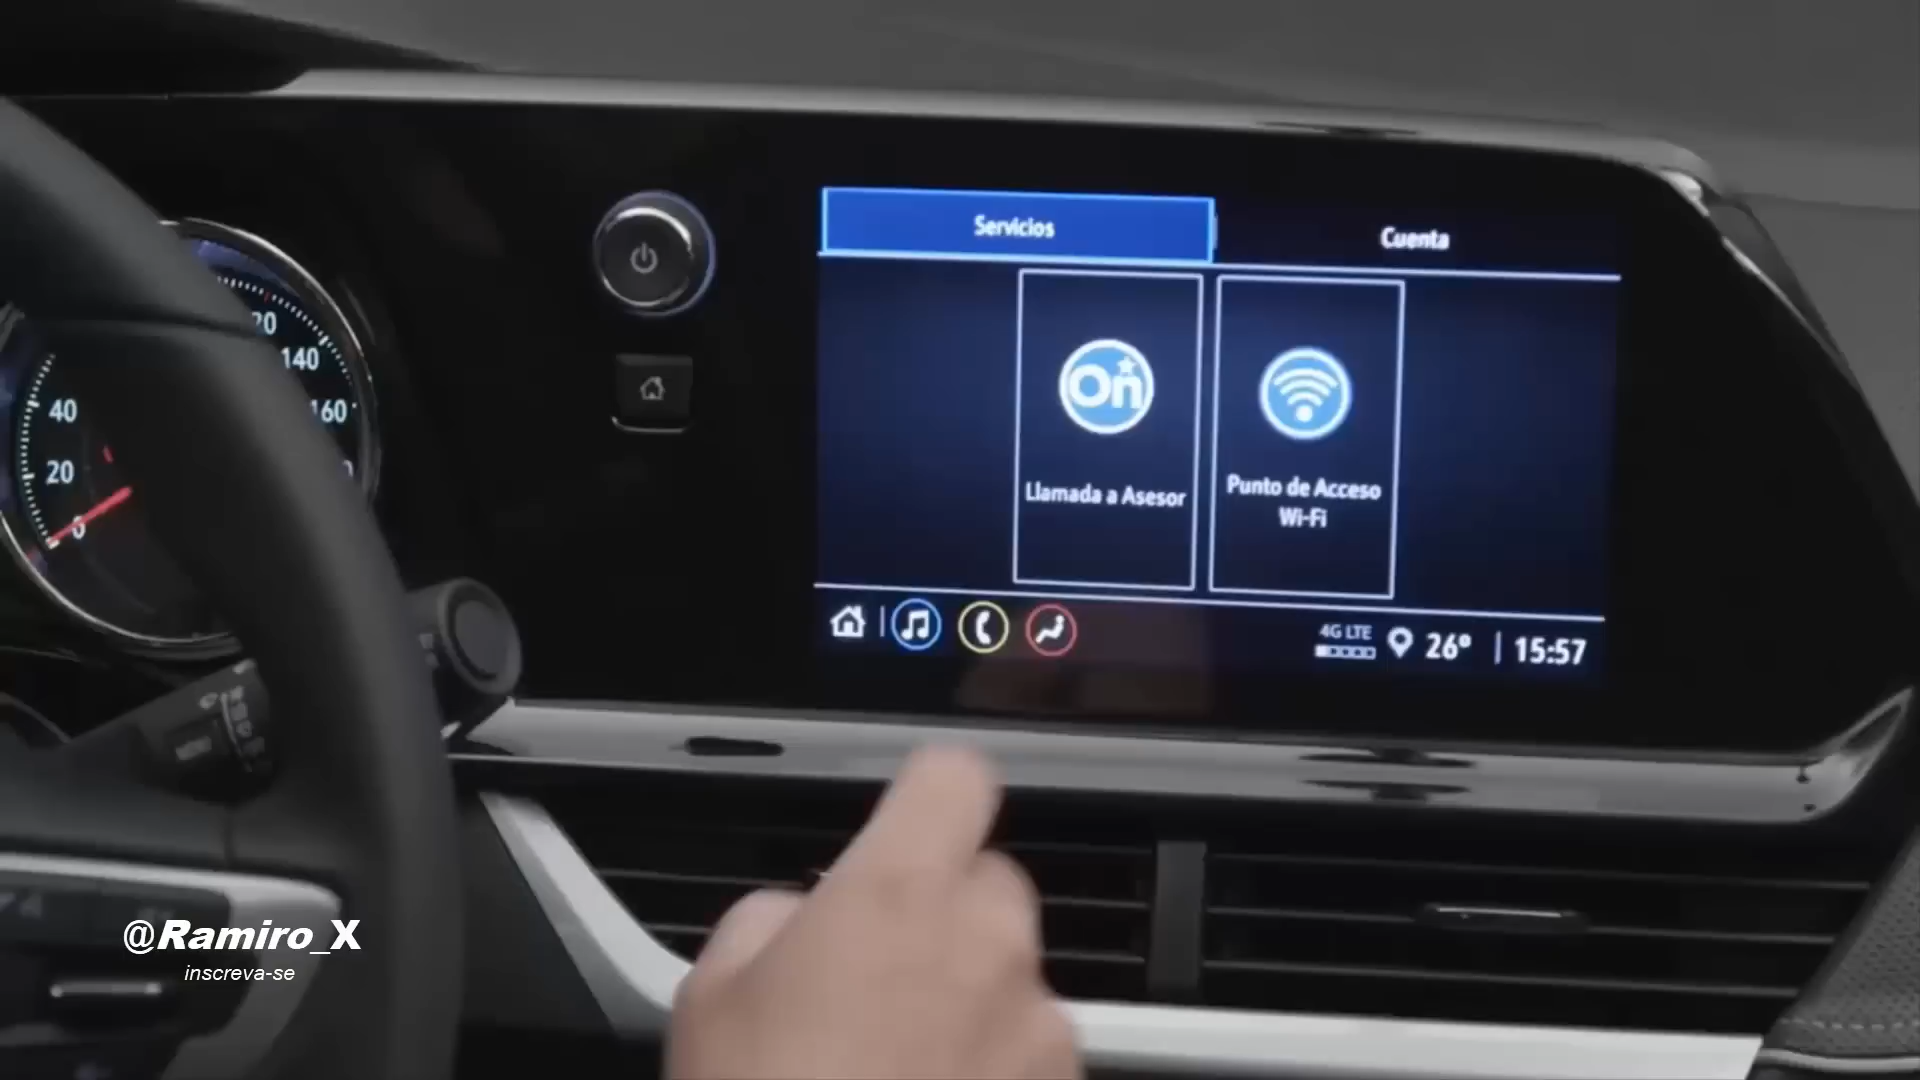 Servicios
Cuenta
On
Llamada a Asesor
Punto de Acceso
Wi-Fi
4G LTE
26°
15:57
20
140
160
40
20
0
@Ramiro_X
inscreva-se